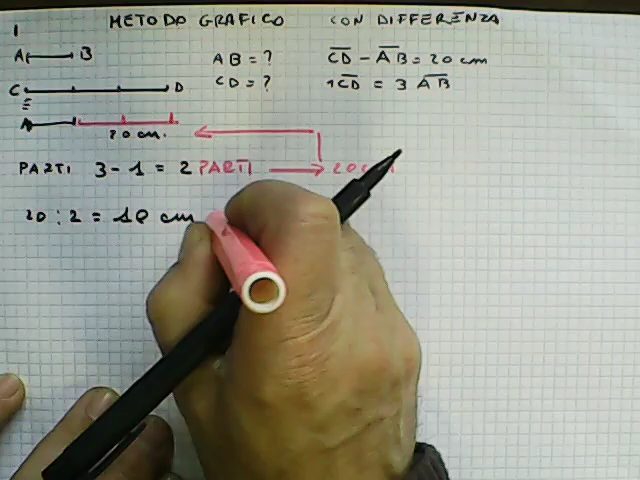 1 METODO GRAFICO CON DIFFERENZA
A B AB = ? CD - AB = 20 cm
C D CD = ? 1CD = 3 AB
A 20 cm.
PARTI 3 - 1 = 2 PARTI → 20
20 : 2 = 10 cm